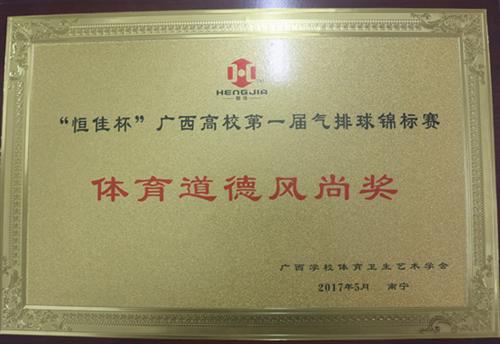 HENGJIA
恒佳
“恒佳杯”广西高校第一届气排球锦标赛
体育道德风尚奖
广西学校体育卫生艺术学会
2017年5月 南宁